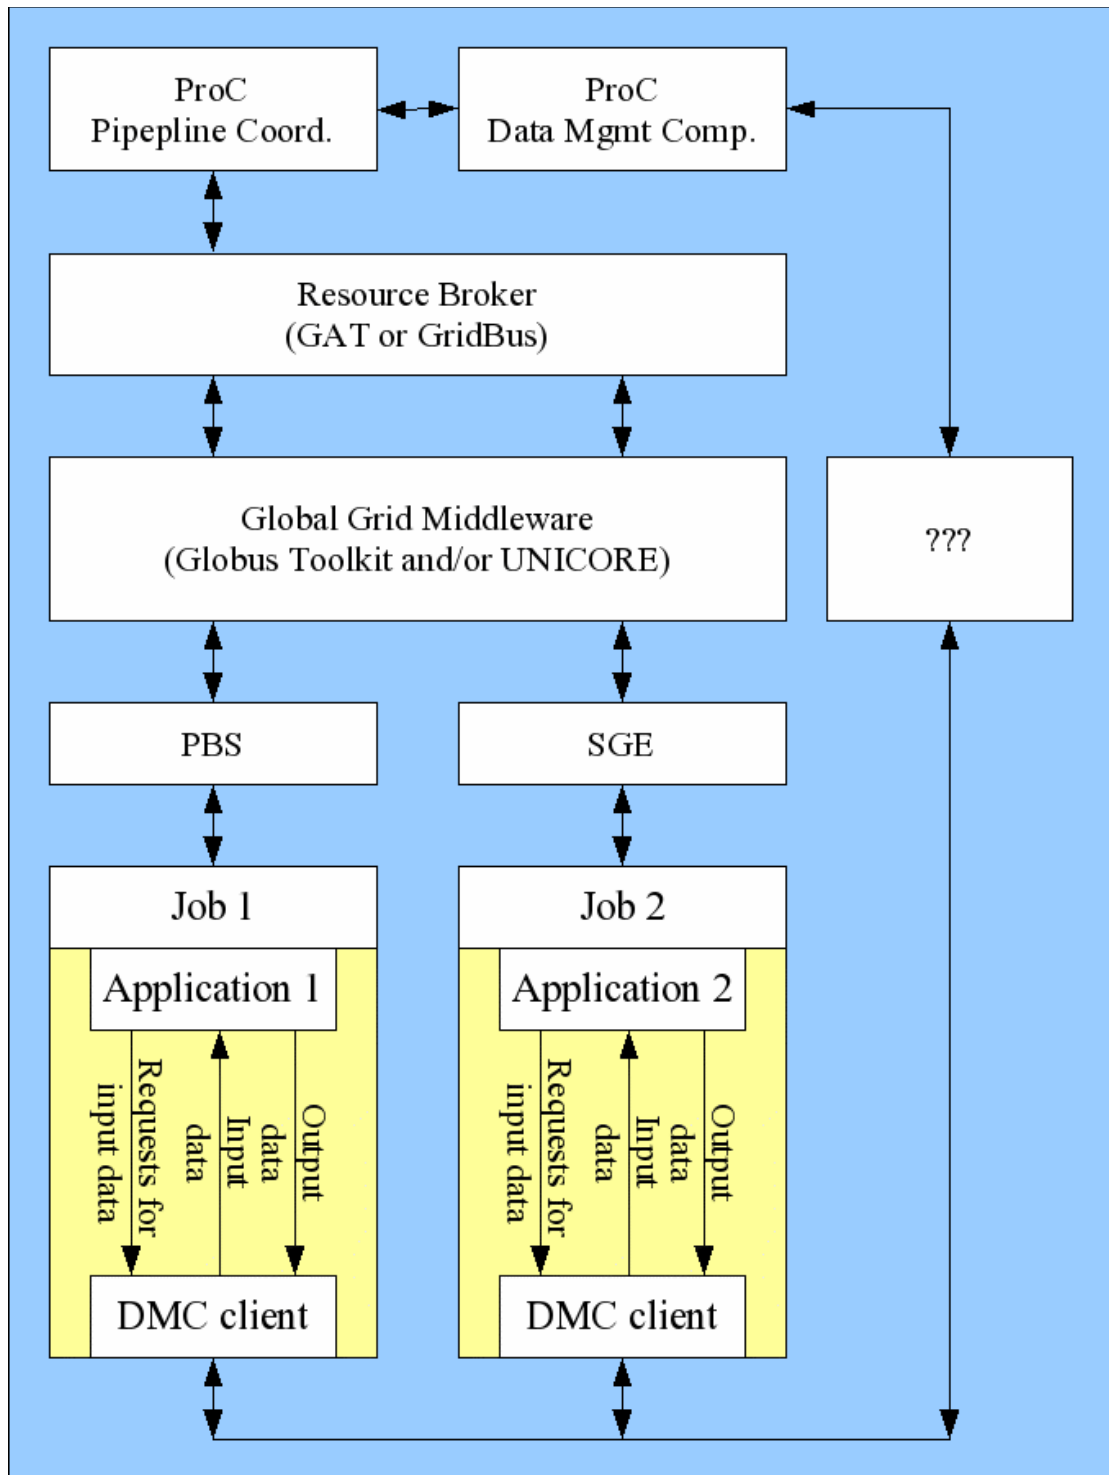 ProC
Pipepline Coord.
ProC
Data Mgmt Comp.
Resource Broker
(GAT or GridBus)
Global Grid Middleware
(Globus Toolkit and/or UNICORE)
???
PBS
SGE
Job 1
Job 2
Application 1
Application 2
Requests for
input data
Input
data
Output
data
Requests for
input data
Input
data
Output
data
DMC client
DMC client